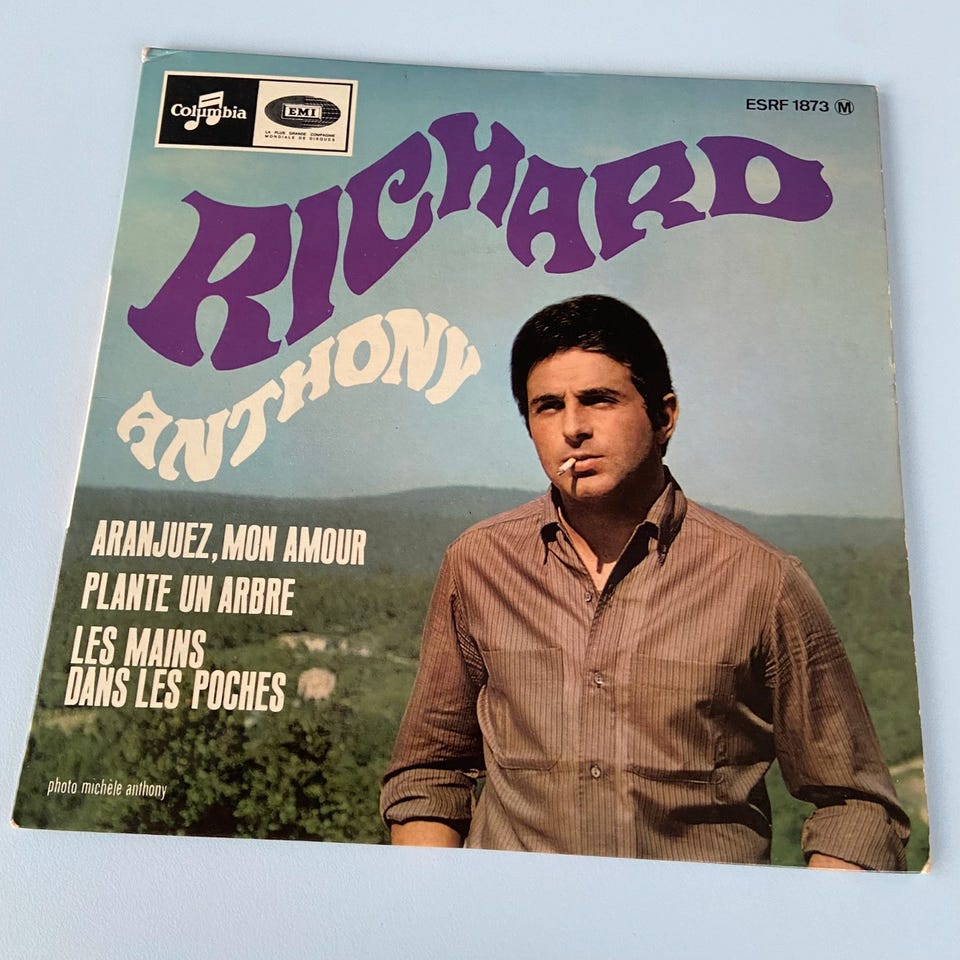 Columbia
EMI
LA PLUS GRANDE COMPAGNIE
MONDIALE DE DISQUES
ESRF 1873 M
RICHARD
ANTHONY
ARANJUEZ, MON AMOUR
PLANTE UN ARBRE
LES MAINS
DANS LES POCHES
photo michèle anthony